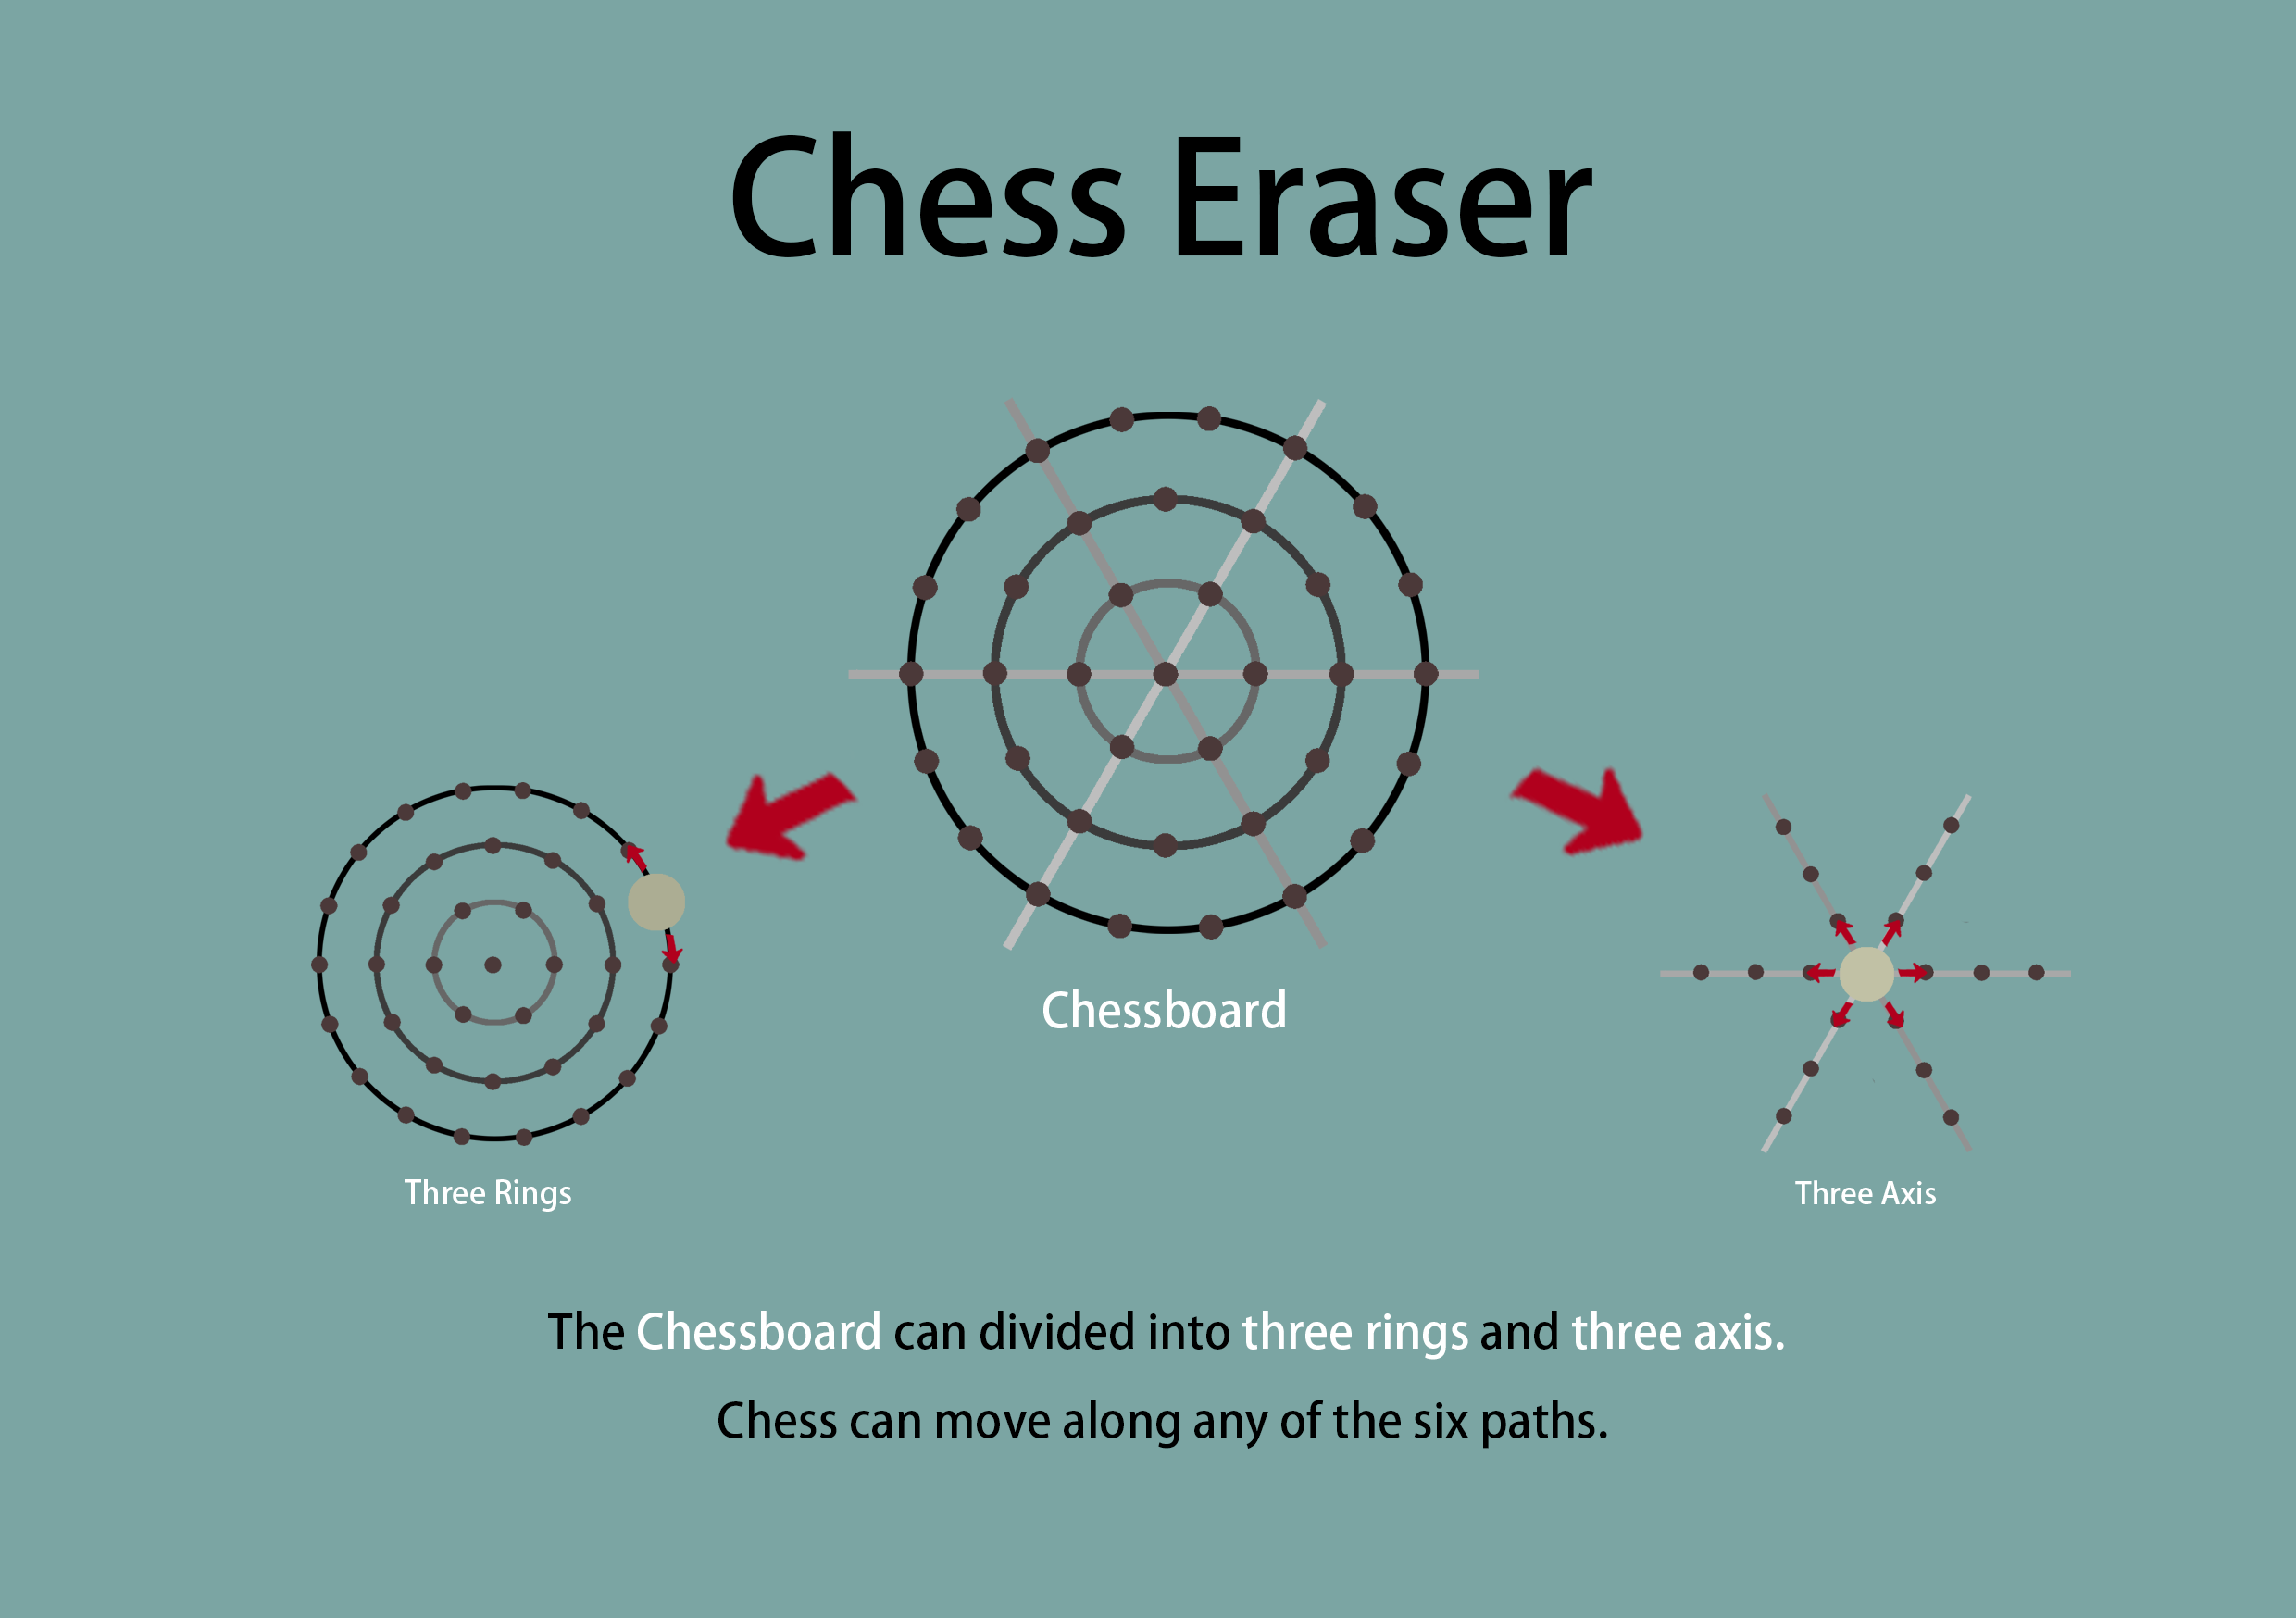 Chess Eraser
Chessboard
Three Rings
Three Axis
The Chessboard can divided into three rings and three axis.
Chess can move along any of the six paths.